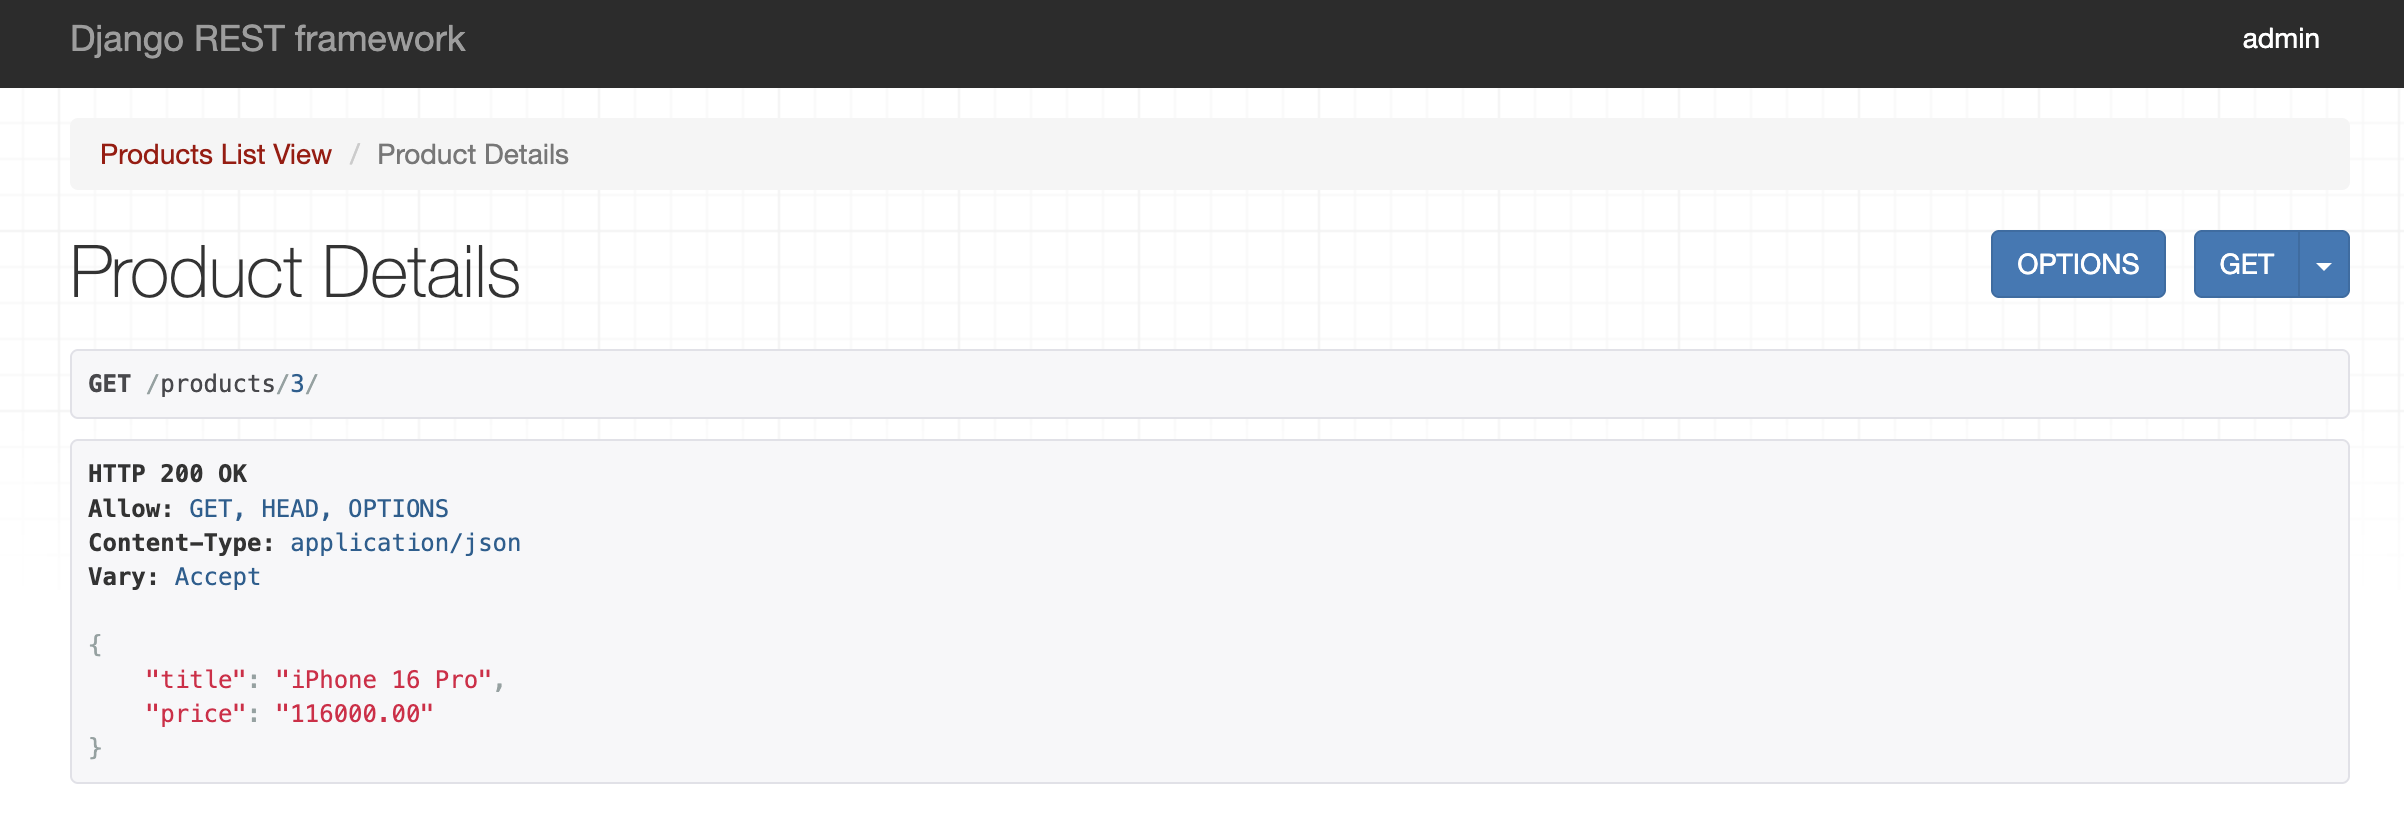 Django REST framework
admin
Products List View / Product Details
Product Details
OPTIONS
GET
GET /products/3/
HTTP 200 OK
Allow: GET, HEAD, OPTIONS
Content-Type: application/json
Vary: Accept
{
    "title": "iPhone 16 Pro",
    "price": "116000.00"
}